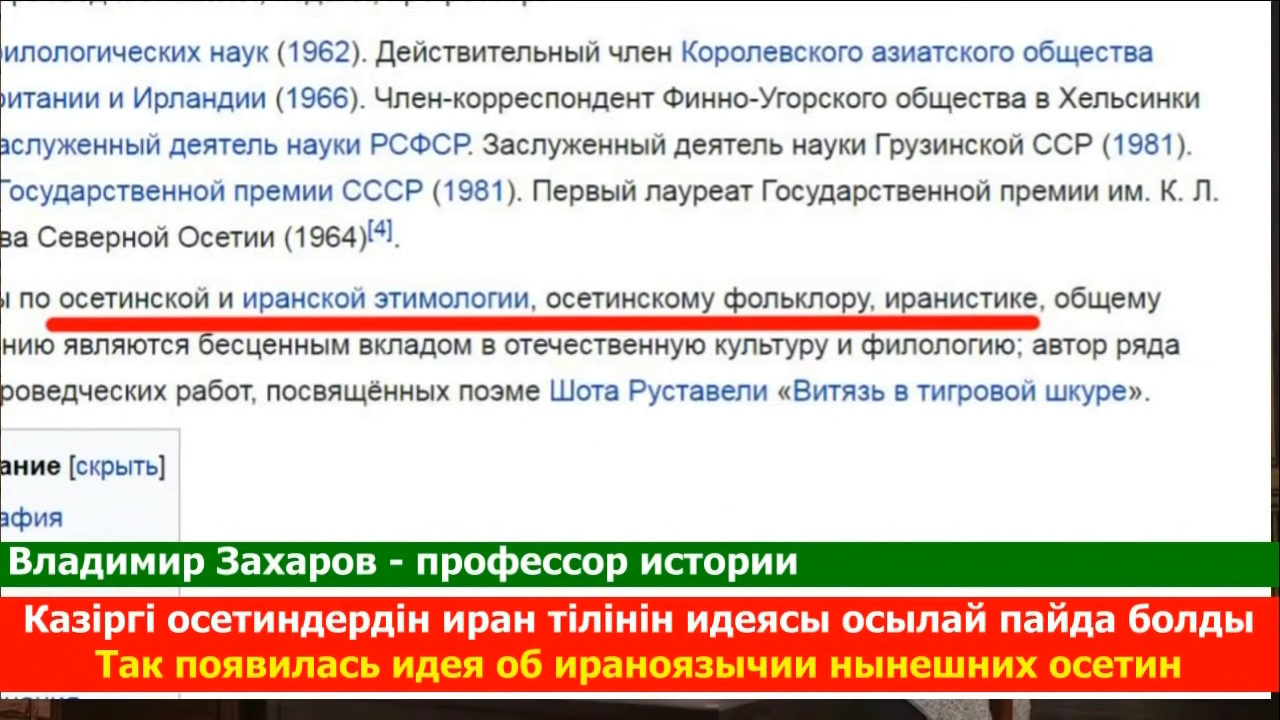 филологических наук (1962). Действительный член Королевского азиатского общества
британии и Ирландии (1966). Член-корреспондент Финно-Угорского общества в Хельсинки
аслуженный деятель науки РСФСР. Заслуженный деятель науки Грузинской ССР (1981).
Государственной премии СССР (1981). Первый лауреат Государственной премии им. К. Л.
ва Северной Осетии (1964)[4].
ы по осетинской и иранской этимологии, осетинскому фольклору, иранистике, общему
нию являются бесценным вкладом в отечественную культуру и филологию; автор ряда
роведческих работ, посвящённых поэме Шота Руставели «Витязь в тигровой шкуре».
ание [скрыть]
афия
Владимир Захаров - профессор истории
Казіргі осетиндердін иран тілінін идеясы осылай пайда болды
Так появилась идея об ираноязычии нынешних осетин